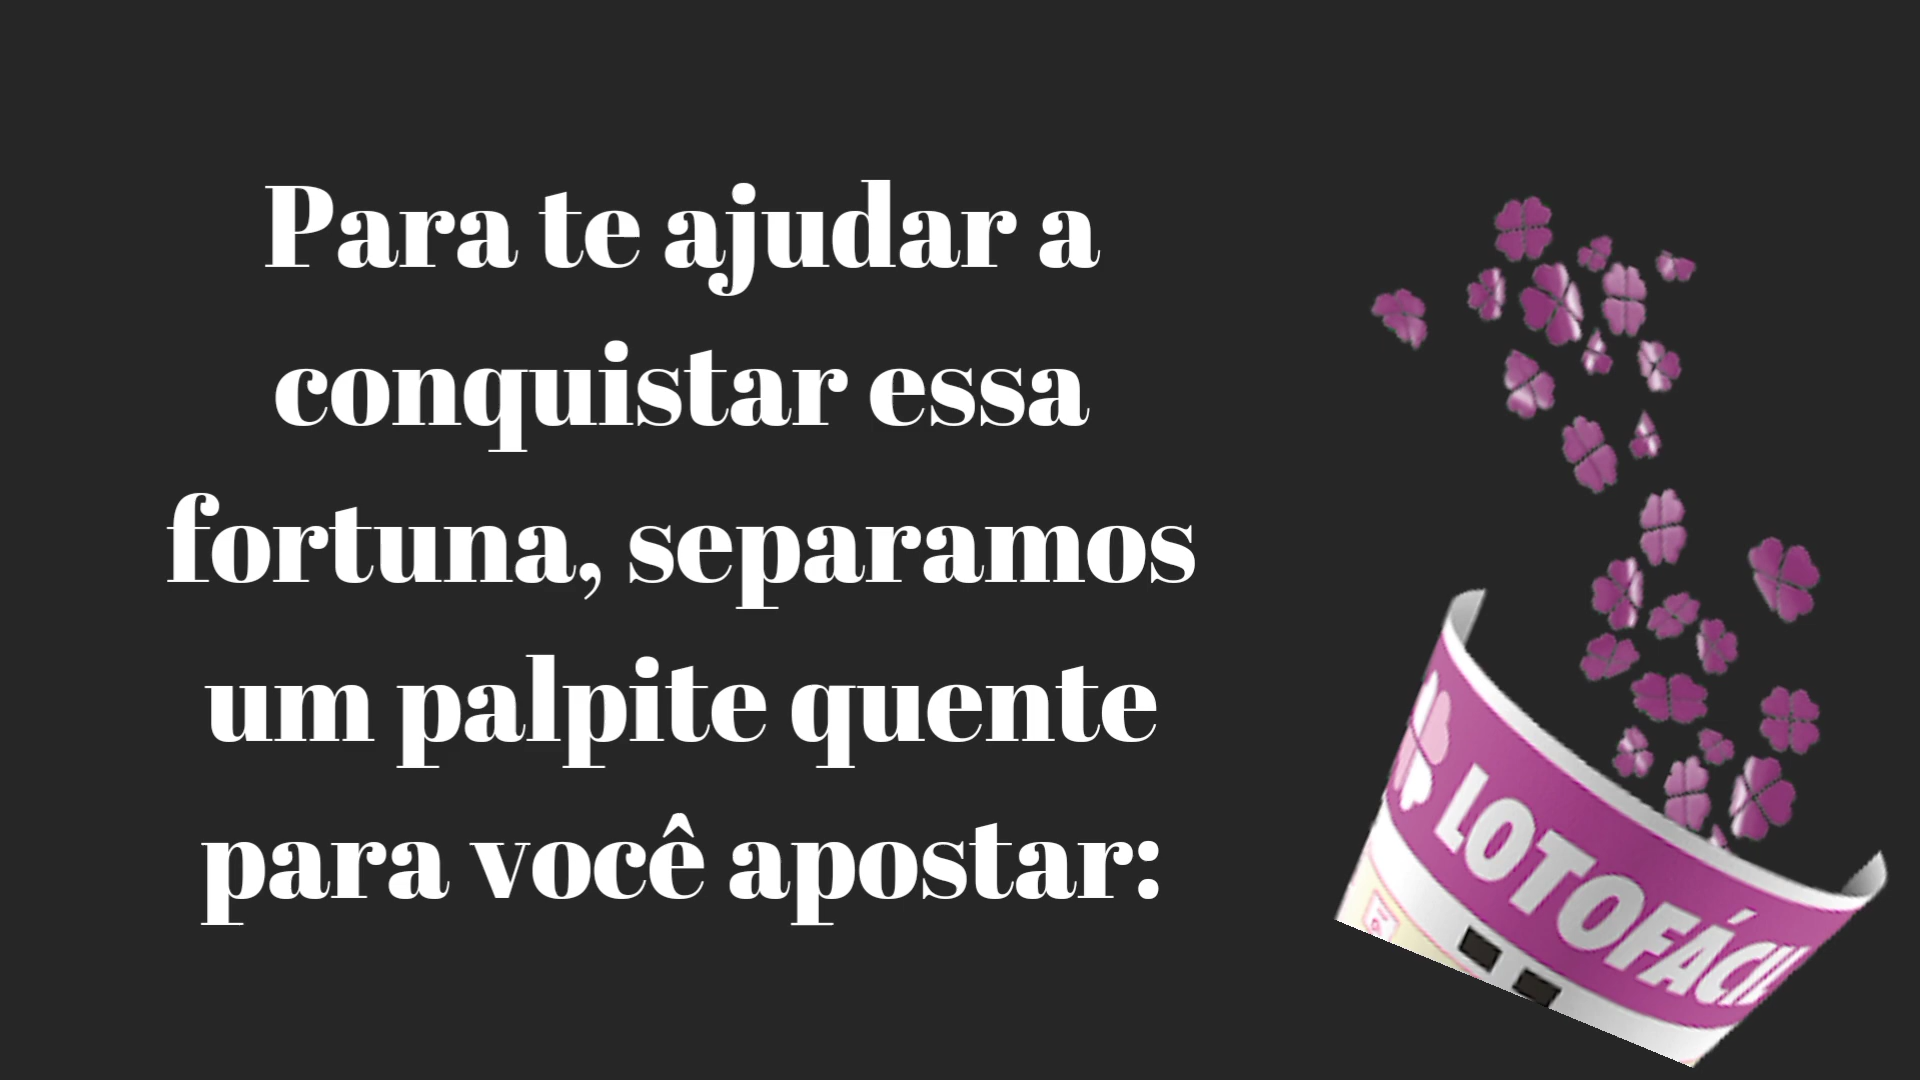 Para te ajudar a
conquistar essa
fortuna, separamos
um palpite quente
para você apostar:
LOTOFÁCIL